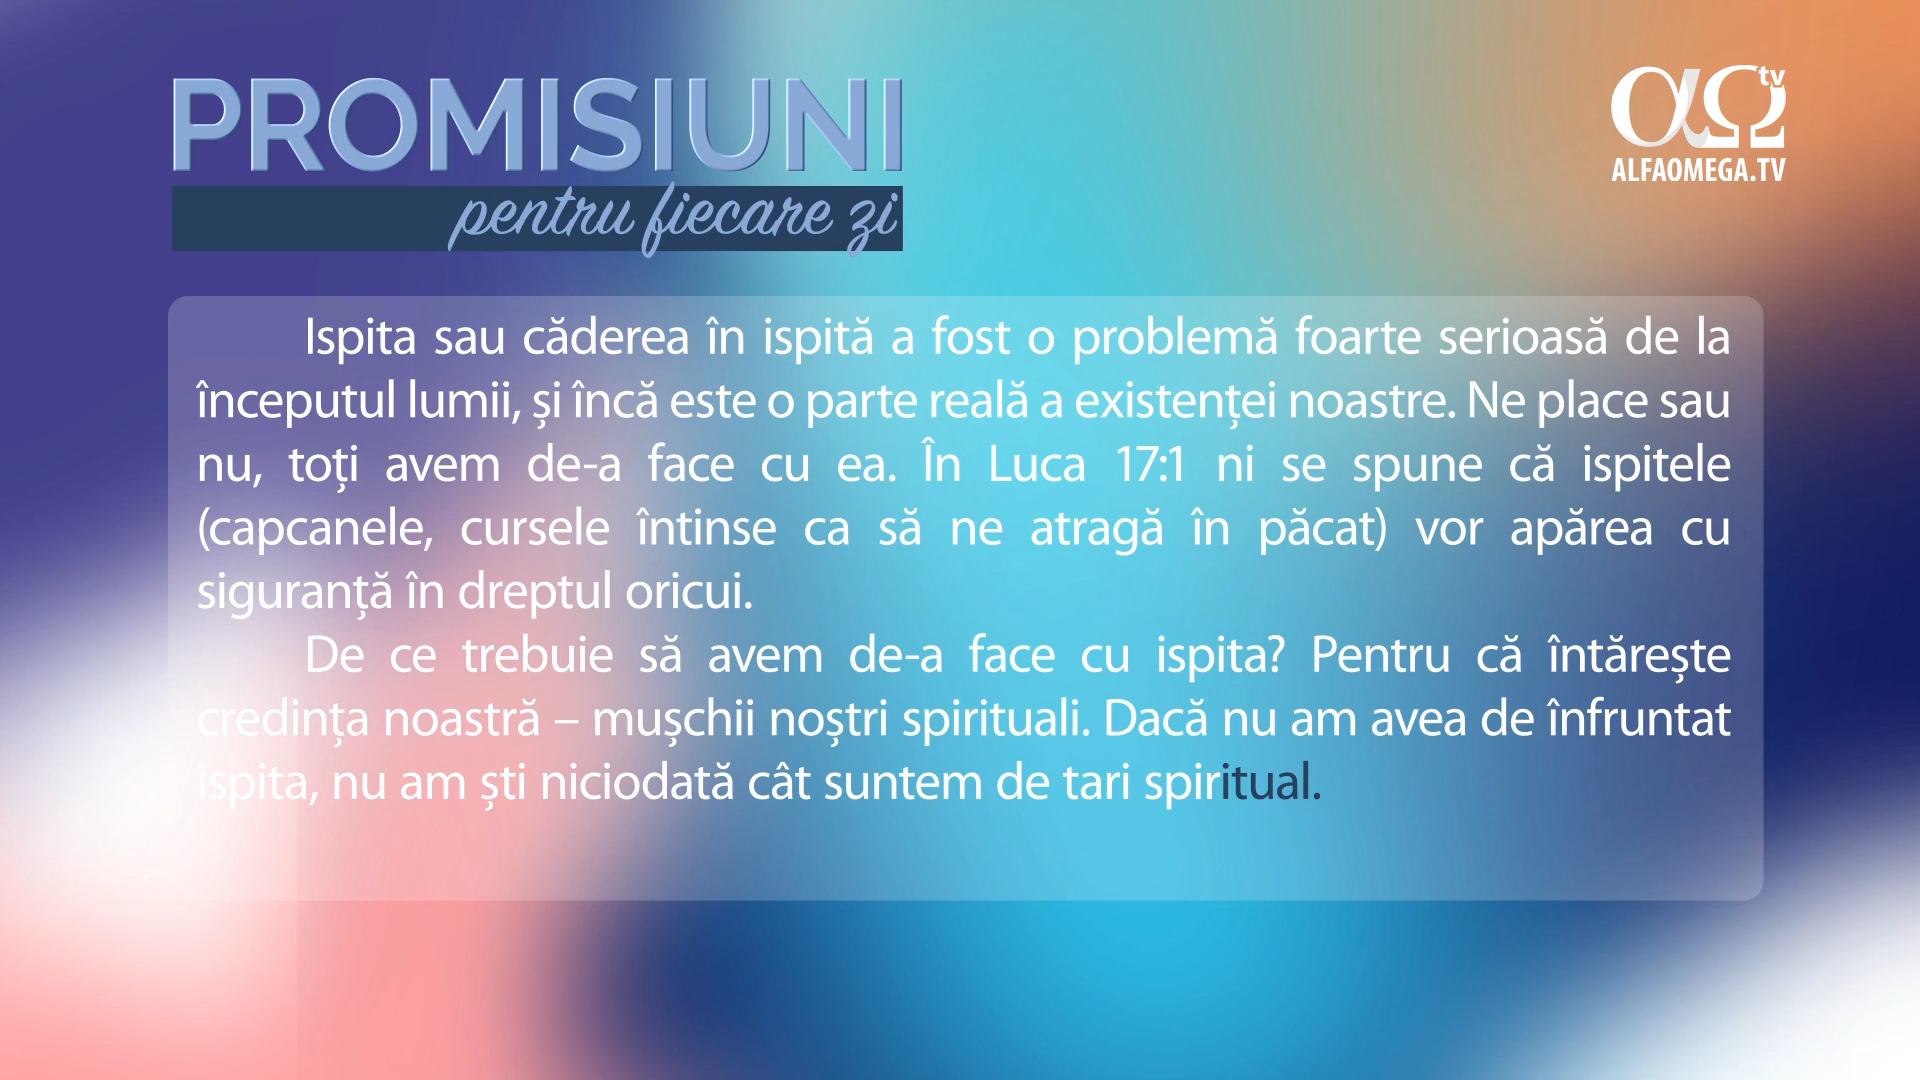 PROMISIUNI
pentru fiecare zi
αΩ tv
ALFAOMEGA.TV
Ispita sau căderea în ispită a fost o problemă foarte serioasă de la
începutul lumii, și încă este o parte reală a existenței noastre. Ne place sau
nu, toți avem de-a face cu ea. În Luca 17:1 ni se spune că ispitele
(capcanele, cursele întinse ca să ne atragă în păcat) vor apărea cu
siguranță în dreptul oricui.
De ce trebuie să avem de-a face cu ispita? Pentru că întărește
credința noastră – mușchii noștri spirituali. Dacă nu am avea de înfruntat
ispita, nu am ști niciodată cât suntem de tari spiritual.